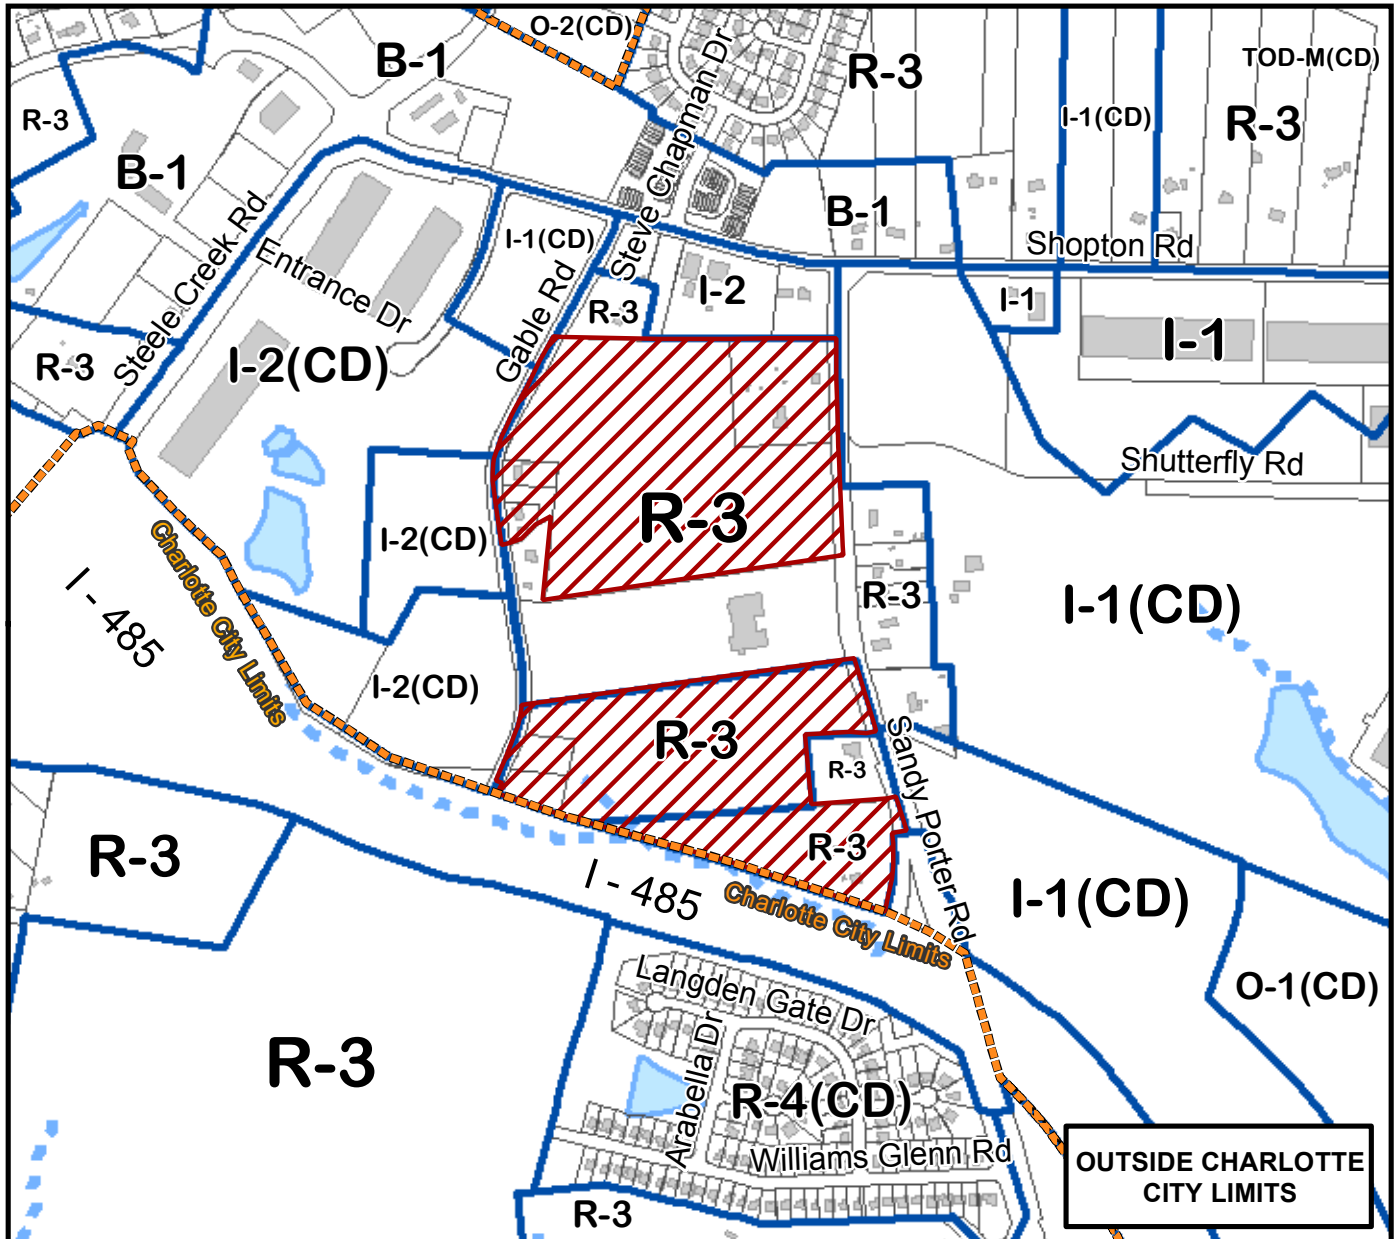 O-2(CD)
B-1
R-3
TOD-M(CD)
R-3
I-1(CD)
R-3
B-1
Steve Chapman Dr
B-1
I-1(CD)
Shopton Rd
Steele Creek Rd
Entrance Dr
Gable Rd
I-2
R-3
I-1
I-1
R-3
I-2(CD)
Shutterfly Rd
R-3
I-2(CD)
Charlotte City Limits
I - 485
R-3
I-1(CD)
I-2(CD)
R-3
R-3
Sandy Porter Rd
R-3
R-3
I - 485
Charlotte City Limits
I-1(CD)
O-1(CD)
Langden Gate Dr
Arabella Dr
R-3
R-4(CD)
Williams Glenn Rd
R-3
OUTSIDE CHARLOTTE
CITY LIMITS